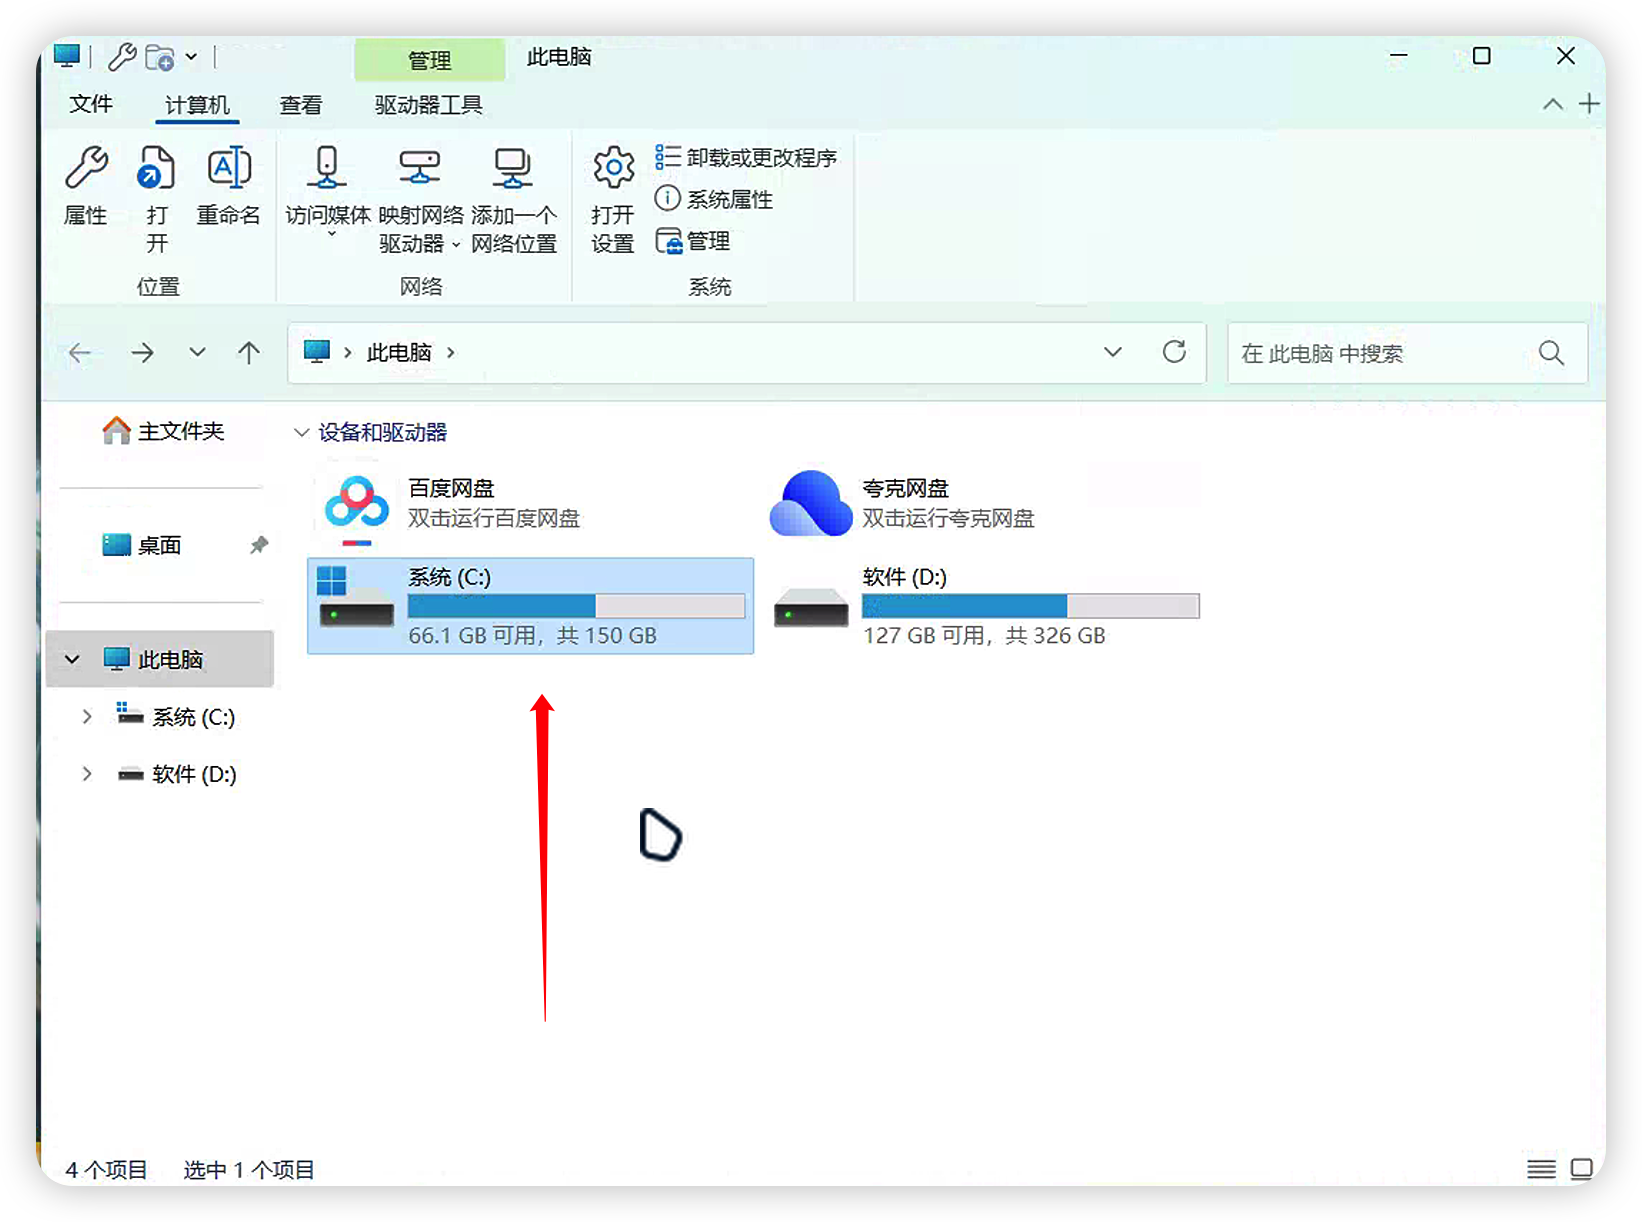 管理
此电脑
文件
计算机
查看
驱动器工具
属性
打开
重命名
位置
访问媒体
映射网络驱动器
添加一个网络位置
网络
打开设置
卸载或更改程序
系统属性
管理
系统
此电脑
在 此电脑 中搜索
主文件夹
桌面
此电脑
系统 (C:)
软件 (D:)
设备和驱动器
百度网盘
双击运行百度网盘
夸克网盘
双击运行夸克网盘
系统 (C:)
66.1 GB 可用，共 150 GB
软件 (D:)
127 GB 可用，共 326 GB
4 个项目
选中 1 个项目